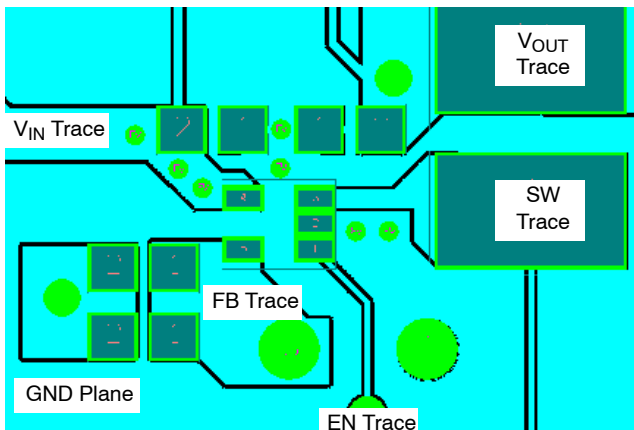 VOUT
Trace
VIN Trace
SW
Trace
FB Trace
GND Plane
EN Trace